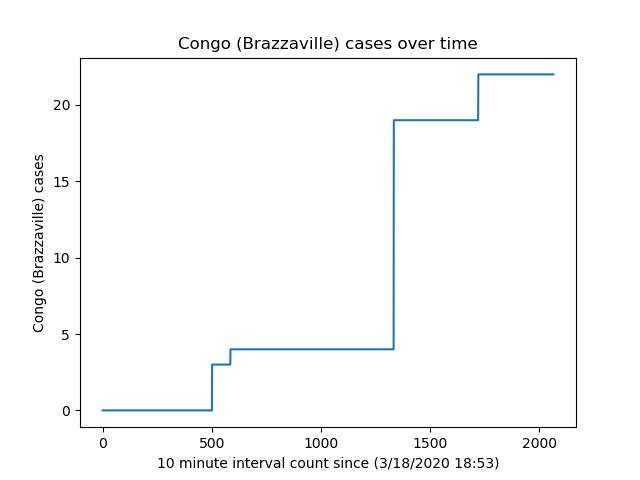 Congo (Brazzaville) cases over time
Congo (Brazzaville) cases
20
15
10
5
0
0 500 1000 1500 2000
10 minute interval count since (3/18/2020 18:53)